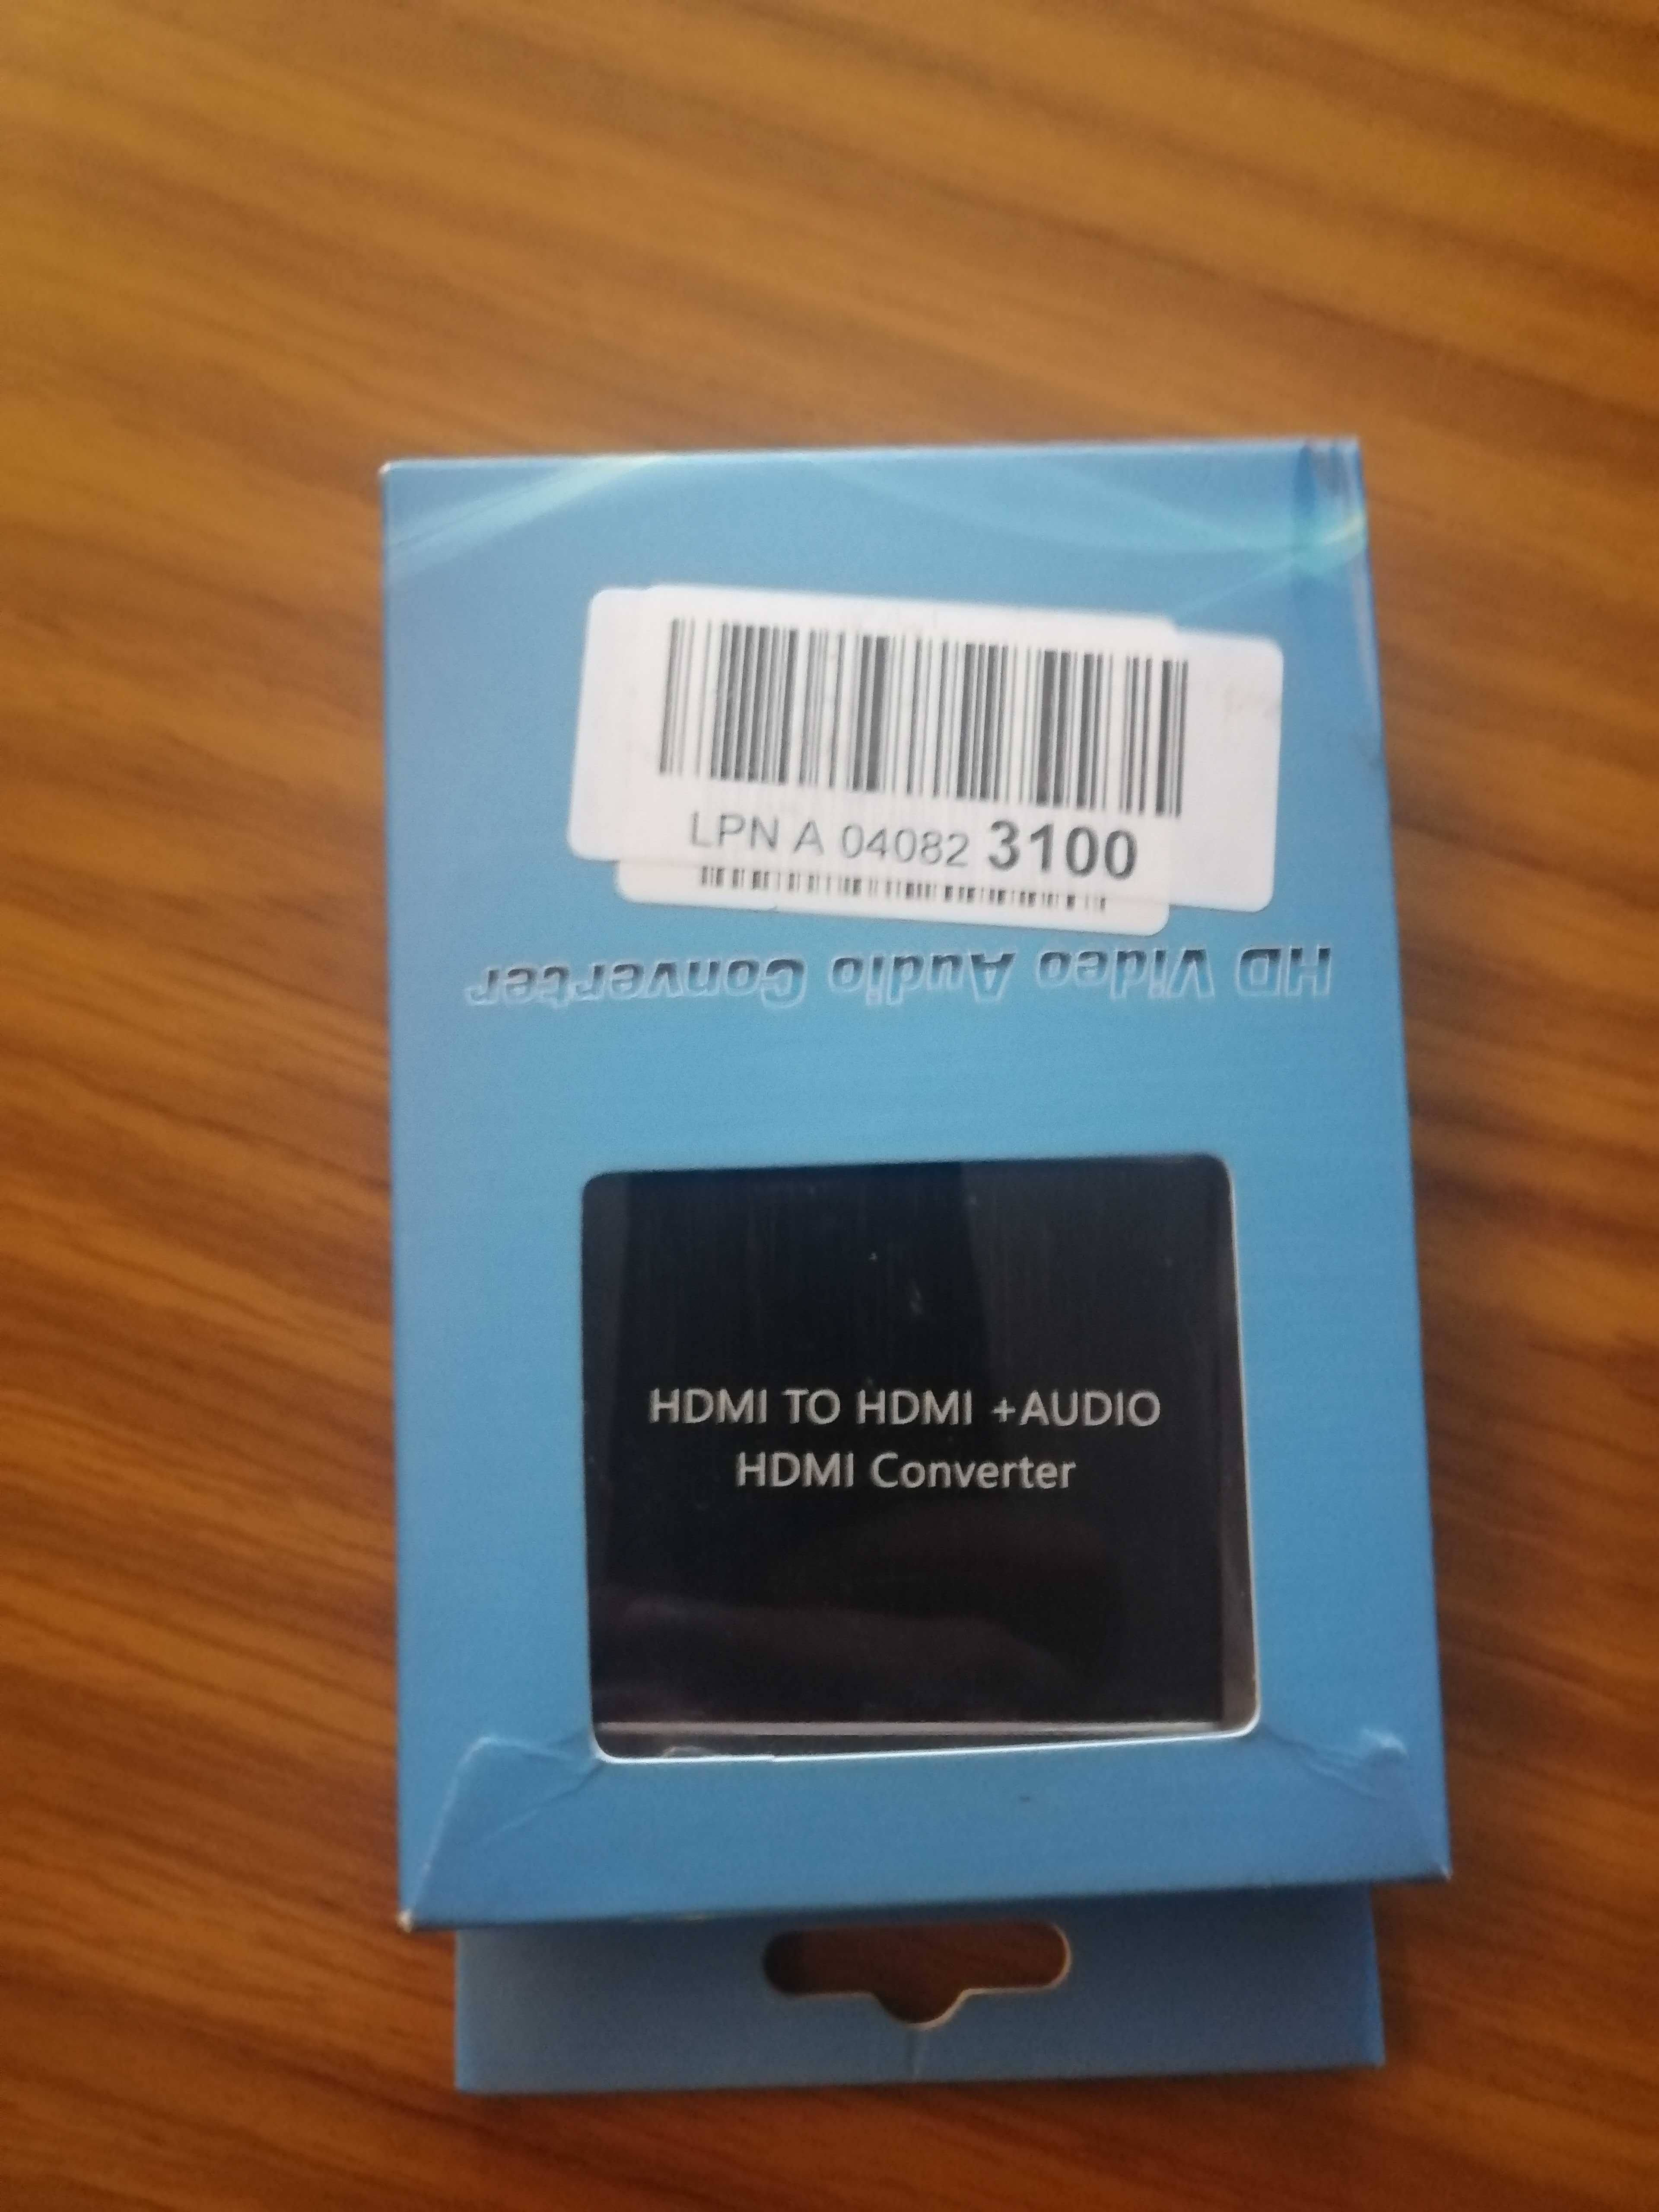 LPN A 04082 3100
HD Video Audio Converter
HDMI TO HDMI +AUDIO
HDMI Converter